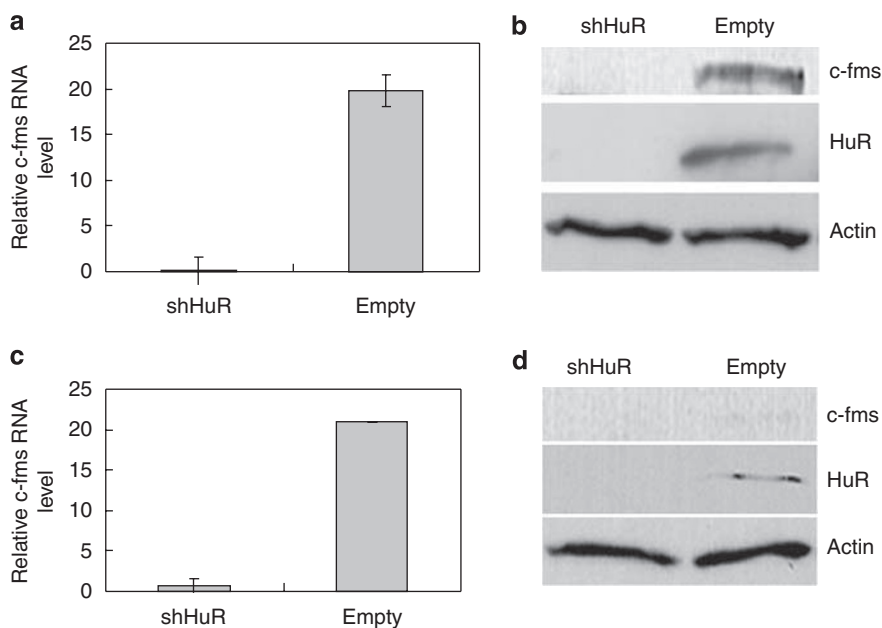 a
Relative c-fms RNA
level
25
20
15
10
5
0
shHuR Empty
b
shHuR Empty
c-fms
HuR
Actin
c
Relative c-fms RNA
level
25
20
15
10
5
0
shHuR Empty
d
shHuR Empty
c-fms
HuR
Actin